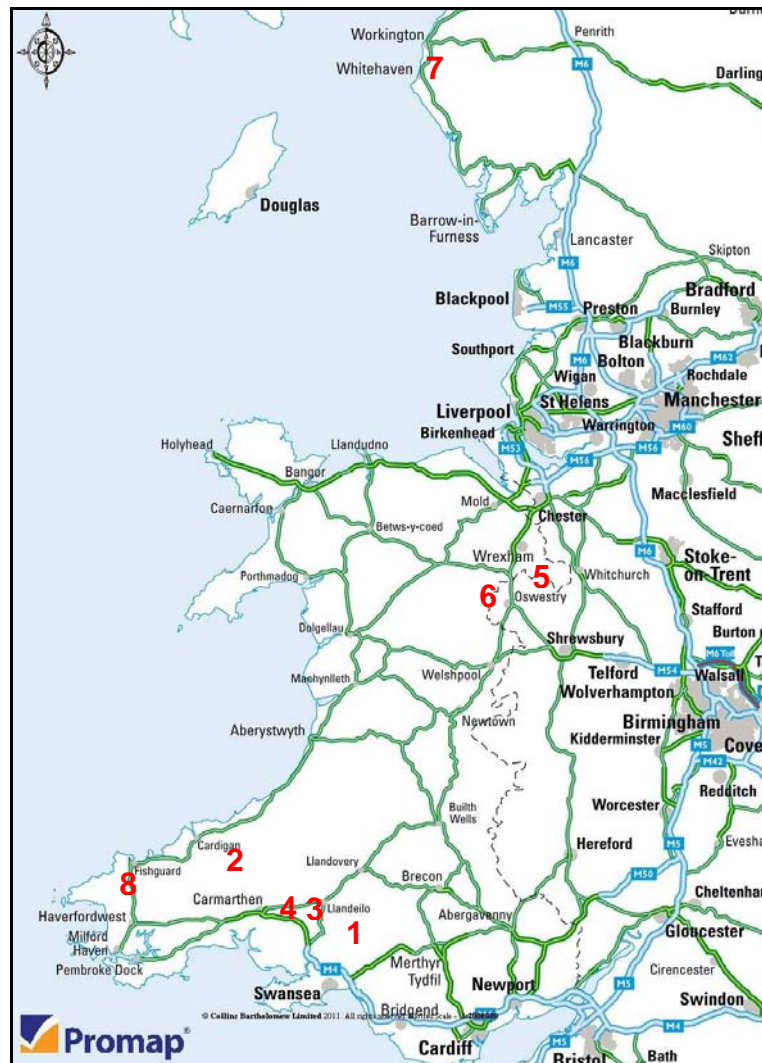 Workington
Penrith
Durha
Whitehaven
7
M6
Darling
Douglas
Barrow-in-
Furness
Lancaster
M6
Skipton
Blackpool
M55
Preston
Bradford
Burnley
Southport
Blackburn
M6
Bolton
M62
Wigan
Rochdale
St Helens
Manchester
Liverpool
Birkenhead
Warrington
M60
M53
M56
M56
Sheff
Holyhead
Llandudno
Bangor
Mold
Macclesfield
Caernarfon
Chester
Betws-y-coed
Wrexham
M6
Stoke-
on-Trent
Porthmadog
6
5
Whitchurch
Oswestry
Stafford
Dolgellau
Burton
Shrewsbury
M6 Toll
Machynlleth
Welshpool
Telford
M54
Walsall
Wolverhampton
Newtown
Birmingham
Aberystwyth
Cove
Kidderminster
M5
M42
Redditch
Builth
Wells
Worcester
Cardigan
2
Evesha
8
Fishguard
Llandovery
Hereford
M5
Brecon
M50
Carmarthen
4
3
Llandeilo
Cheltenha
Haverfordwest
1
Abergavenny
Gloucester
Milford
Haven
Pembroke Dock
Merthyr
Tydfil
M5
Cirencester
M4
Swansea
Newport
Swindon
© Collins Bartholomew Limited 2011.
Bridgend
M4
Promap®
Cardiff
Bristol
Bath